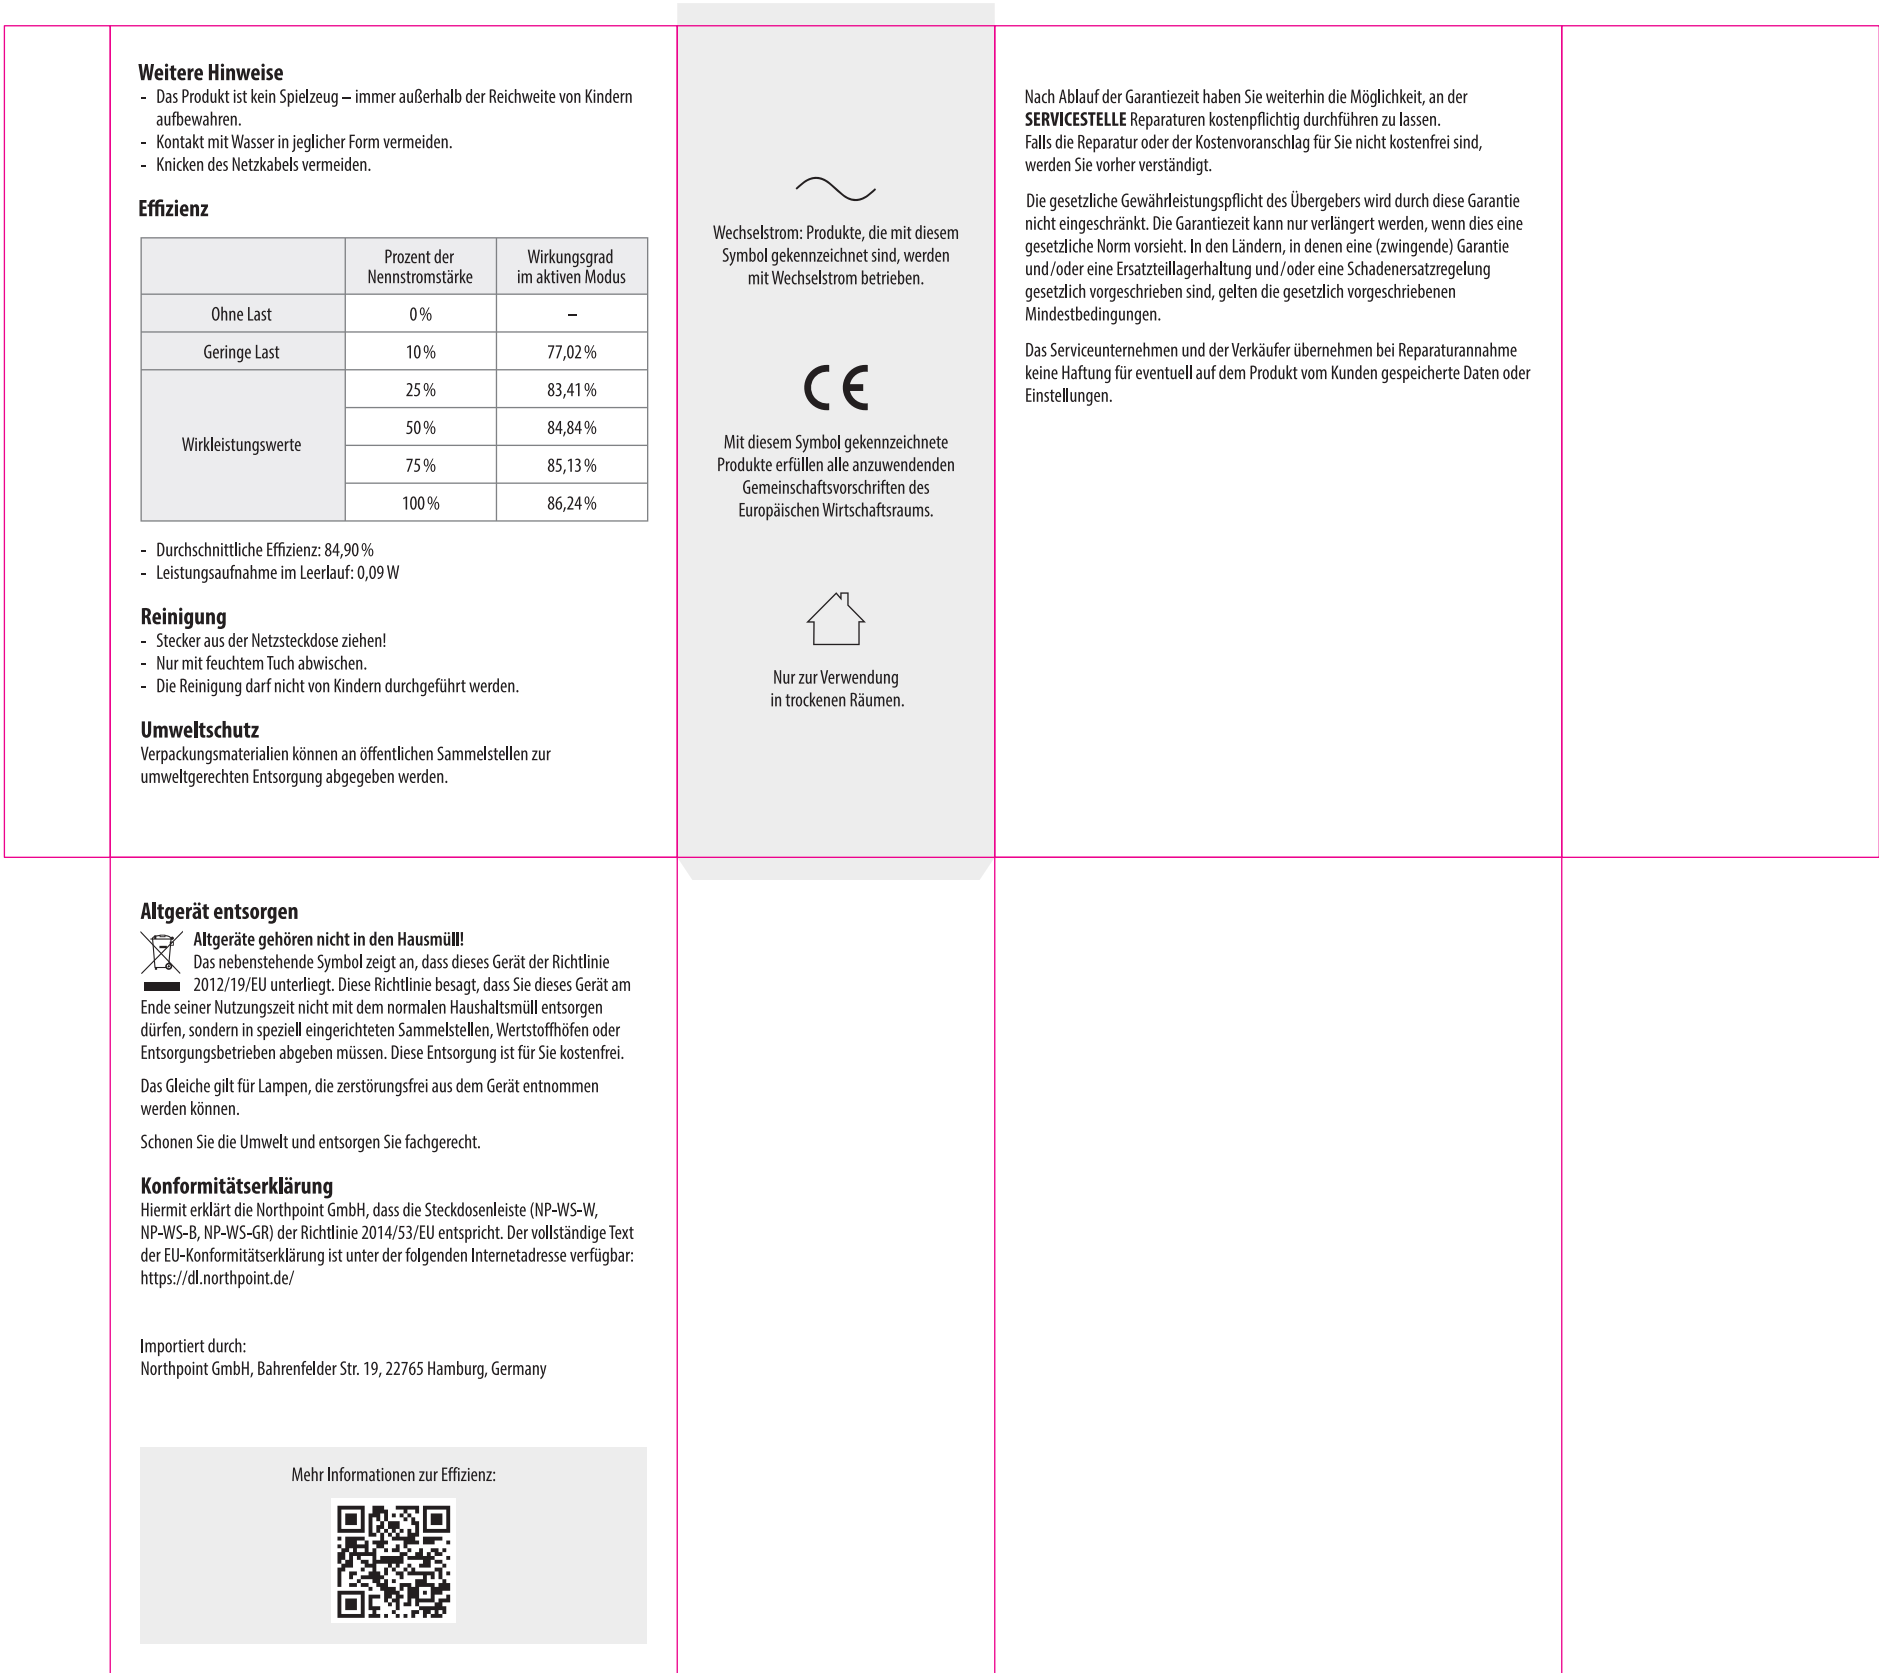 Weitere Hinweise
- Das Produkt ist kein Spielzeug – immer außerhalb der Reichweite von Kindern
aufbewahren.
- Kontakt mit Wasser in jeglicher Form vermeiden.
- Knicken des Netzkabels vermeiden.
Effizienz
Prozent der Nennstromstärke Wirkungsgrad im aktiven Modus
Ohne Last 0 % –
Geringe Last 10 % 77,02 %
Wirkleistungswerte
25 % 83,41 %
50 % 84,84 %
75 % 85,13 %
100 % 86,24 %
- Durchschnittliche Effizienz: 84,90 %
- Leistungsaufnahme im Leerlauf: 0,09 W
Reinigung
- Stecker aus der Netzsteckdose ziehen!
- Nur mit feuchtem Tuch abwischen.
- Die Reinigung darf nicht von Kindern durchgeführt werden.
Umweltschutz
Verpackungsmaterialien können an öffentlichen Sammelstellen zur
umweltgerechten Entsorgung abgegeben werden.
Wechselstrom: Produkte, die mit diesem
Symbol gekennzeichnet sind, werden
mit Wechselstrom betrieben.
CE
Mit diesem Symbol gekennzeichnete
Produkte erfüllen alle anzuwendenden
Gemeinschaftsvorschriften des
Europäischen Wirtschaftsraums.
Nur zur Verwendung
in trockenen Räumen.
Nach Ablauf der Garantiezeit haben Sie weiterhin die Möglichkeit, an der
SERVICESTELLE Reparaturen kostenpflichtig durchführen zu lassen.
Falls die Reparatur oder der Kostenvoranschlag für Sie nicht kostenfrei sind,
werden Sie vorher verständigt.
Die gesetzliche Gewährleistungspflicht des Übergebers wird durch diese Garantie
nicht eingeschränkt. Die Garantiezeit kann nur verlängert werden, wenn dies eine
gesetzliche Norm vorsieht. In den Ländern, in denen eine (zwingende) Garantie
und/oder eine Ersatzteillagerhaltung und/oder eine Schadenersatzregelung
gesetzlich vorgeschrieben sind, gelten die gesetzlich vorgeschriebenen
Mindestbedingungen.
Das Serviceunternehmen und der Verkäufer übernehmen bei Reparaturannahme
keine Haftung für eventuell auf dem Produkt vom Kunden gespeicherte Daten oder
Einstellungen.
Altgerät entsorgen
Altgeräte gehören nicht in den Hausmüll!
Das nebenstehende Symbol zeigt an, dass dieses Gerät der Richtlinie
2012/19/EU unterliegt. Diese Richtlinie besagt, dass Sie dieses Gerät am
Ende seiner Nutzungszeit nicht mit dem normalen Haushaltsmüll entsorgen
dürfen, sondern in speziell eingerichteten Sammelstellen, Wertstoffhöfen oder
Entsorgungsbetrieben abgeben müssen. Diese Entsorgung ist für Sie kostenfrei.
Das Gleiche gilt für Lampen, die zerstörungsfrei aus dem Gerät entnommen
werden können.
Schonen Sie die Umwelt und entsorgen Sie fachgerecht.
Konformitätserklärung
Hiermit erklärt die Northpoint GmbH, dass die Steckdosenleiste (NP-WS-W,
NP-WS-B, NP-WS-GR) der Richtlinie 2014/53/EU entspricht. Der vollständige Text
der EU-Konformitätserklärung ist unter der folgenden Internetadresse verfügbar:
https://dl.northpoint.de/
Importiert durch:
Northpoint GmbH, Bahrenfelder Str. 19, 22765 Hamburg, Germany
Mehr Informationen zur Effizienz: